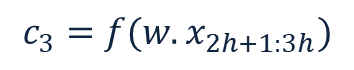 c₃ = f(w. x₂ₕ₊₁:₃ₕ)